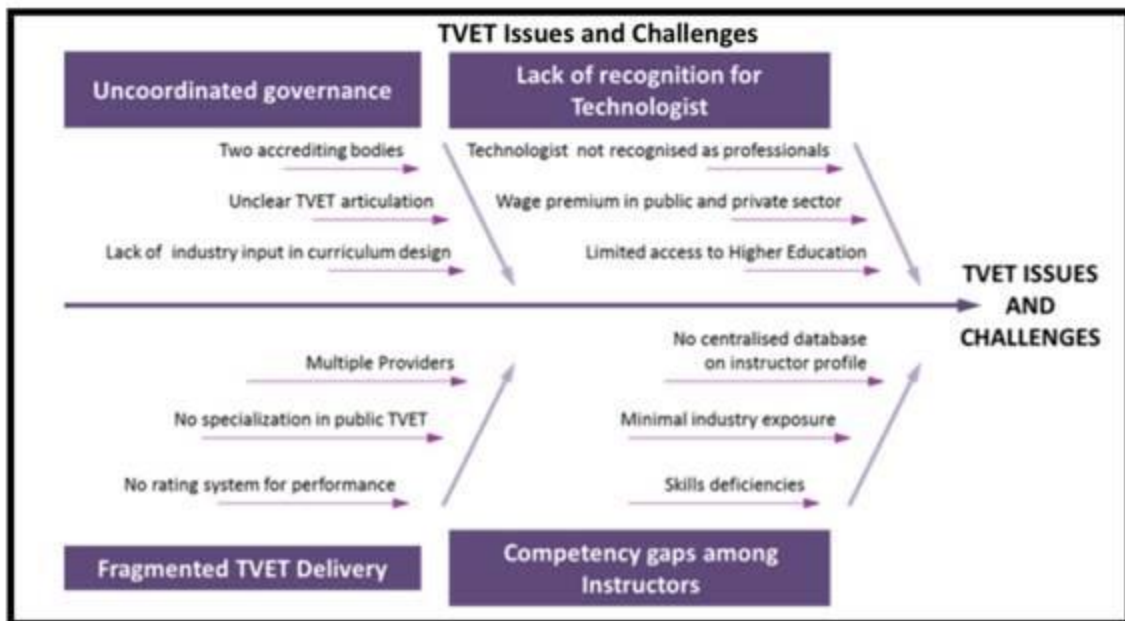 TVET Issues and Challenges
Uncoordinated governance
Lack of recognition for
Technologist
Two accrediting bodies
Unclear TVET articulation
Lack of industry input in curriculum design
Technologist not recognised as professionals
Wage premium in public and private sector
Limited access to Higher Education
TVET ISSUES
AND
CHALLENGES
Multiple Providers
No specialization in public TVET
No rating system for performance
No centralised database
on instructor profile
Minimal industry exposure
Skills deficiencies
Fragmented TVET Delivery
Competency gaps among
Instructors